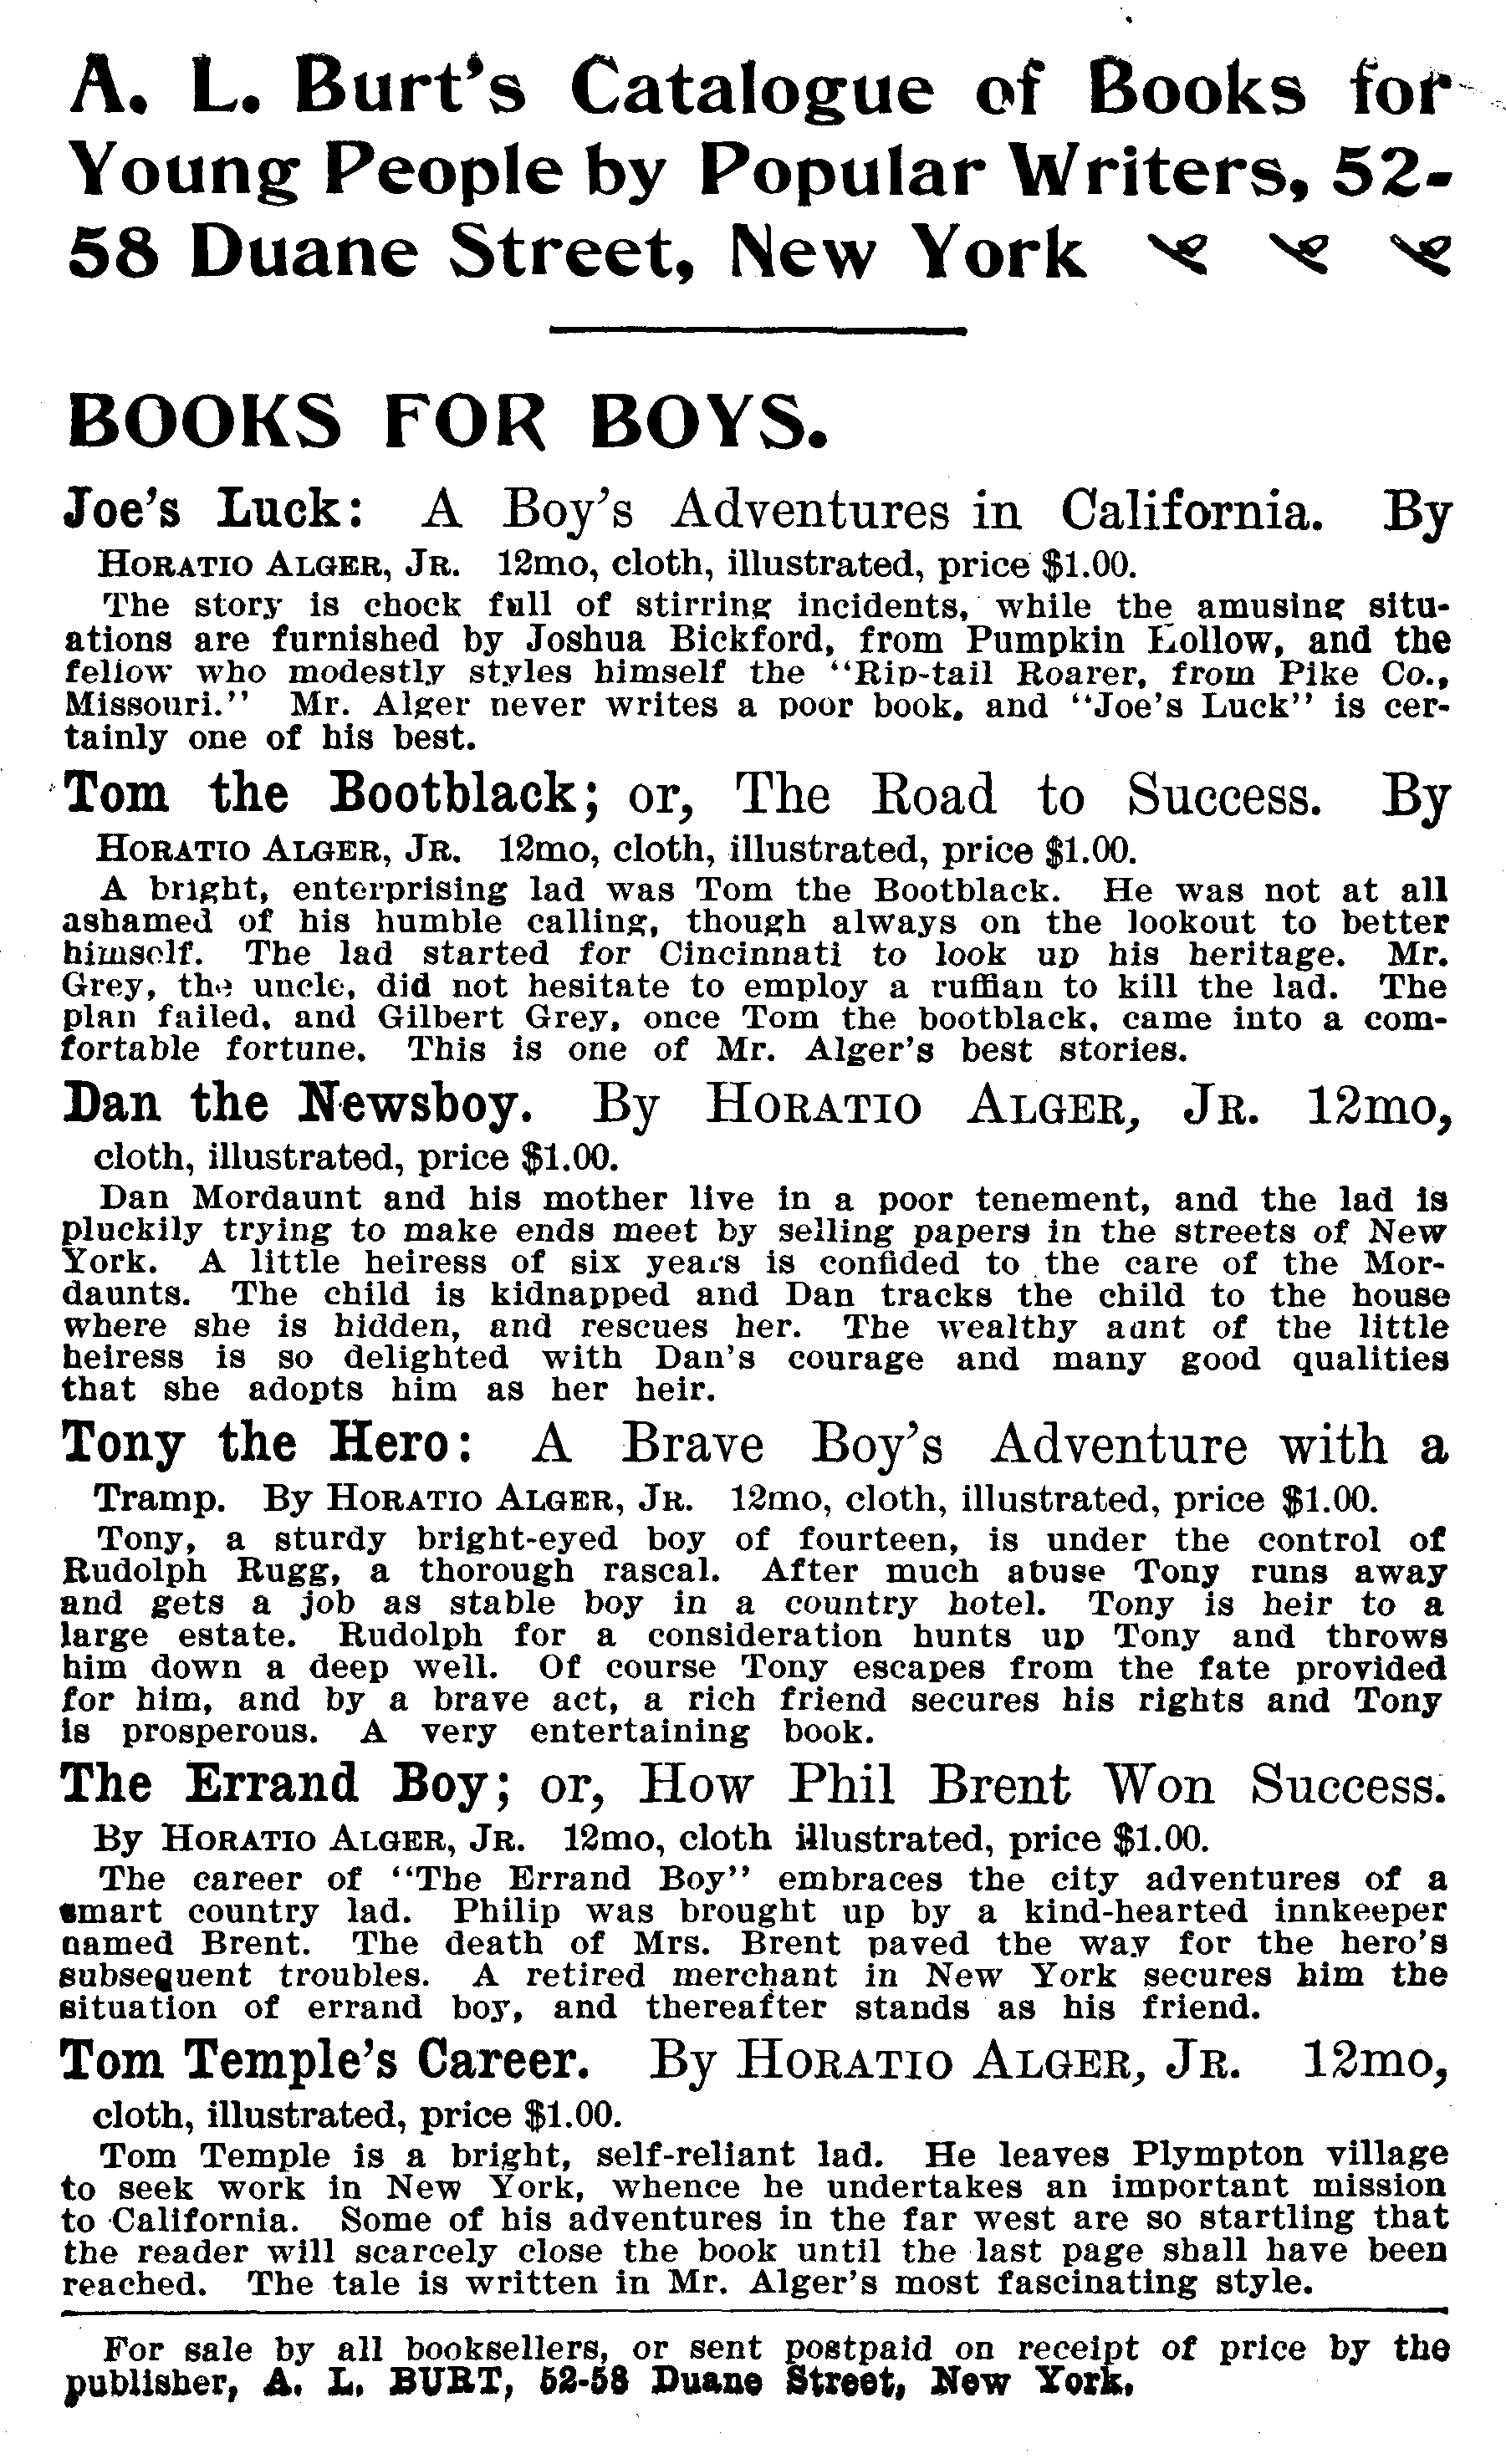 A. L. Burt's Catalogue of Books for
Young People by Popular Writers, 52-
58 Duane Street, New York
BOOKS FOR BOYS.
Joe's Luck: A Boy's Adventures in California. By
HORATIO ALGER, JR. 12mo, cloth, illustrated, price $1.00.
The story is chock full of stirring incidents, while the amusing situ-
ations are furnished by Joshua Bickford, from Pumpkin Hollow, and the
fellow who modestly styles himself the "Rip-tail Roarer, from Pike Co.,
Missouri." Mr. Alger never writes a poor book, and "Joe's Luck" is cer-
tainly one of his best.
Tom the Bootblack; or, The Road to Success. By
HORATIO ALGER, JR. 12mo, cloth, illustrated, price $1.00.
A bright, enterprising lad was Tom the Bootblack. He was not at all
ashamed of his humble calling, though always on the lookout to better
himself. The lad started for Cincinnati to look up his heritage. Mr.
Grey, the uncle, did not hesitate to employ a ruffian to kill the lad. The
plan failed, and Gilbert Grey, once Tom the bootblack, came into a com-
fortable fortune. This is one of Mr. Alger's best stories.
Dan the Newsboy. By HORATIO ALGER, JR. 12mo,
cloth, illustrated, price $1.00.
Dan Mordaunt and his mother live in a poor tenement, and the lad is
pluckily trying to make ends meet by selling papers in the streets of New
York. A little heiress of six years is confided to the care of the Mor-
daunts. The child is kidnapped and Dan tracks the child to the house
where she is hidden, and rescues her. The wealthy aunt of the little
heiress is so delighted with Dan's courage and many good qualities
that she adopts him as her heir.
Tony the Hero: A Brave Boy's Adventure with a
Tramp. By HORATIO ALGER, JR. 12mo, cloth, illustrated, price $1.00.
Tony, a sturdy bright-eyed boy of fourteen, is under the control of
Rudolph Rugg, a thorough rascal. After much abuse Tony runs away
and gets a job as stable boy in a country hotel. Tony is heir to a
large estate. Rudolph for a consideration hunts up Tony and throws
him down a deep well. Of course Tony escapes from the fate provided
for him, and by a brave act, a rich friend secures his rights and Tony
is prosperous. A very entertaining book.
The Errand Boy; or, How Phil Brent Won Success.
By HORATIO ALGER, JR. 12mo, cloth illustrated, price $1.00.
The career of "The Errand Boy" embraces the city adventures of a
smart country lad. Philip was brought up by a kind-hearted innkeeper
named Brent. The death of Mrs. Brent paved the way for the hero's
subsequent troubles. A retired merchant in New York secures him the
situation of errand boy, and thereafter stands as his friend.
Tom Temple's Career. By HORATIO ALGER, JR. 12mo,
cloth, illustrated, price $1.00.
Tom Temple is a bright, self-reliant lad. He leaves Plympton village
to seek work in New York, whence he undertakes an important mission
to California. Some of his adventures in the far west are so startling that
the reader will scarcely close the book until the last page shall have been
reached. The tale is written in Mr. Alger's most fascinating style.
For sale by all booksellers, or sent postpaid on receipt of price by the
publisher, A. L. BURT, 52-58 Duane Street, New York.